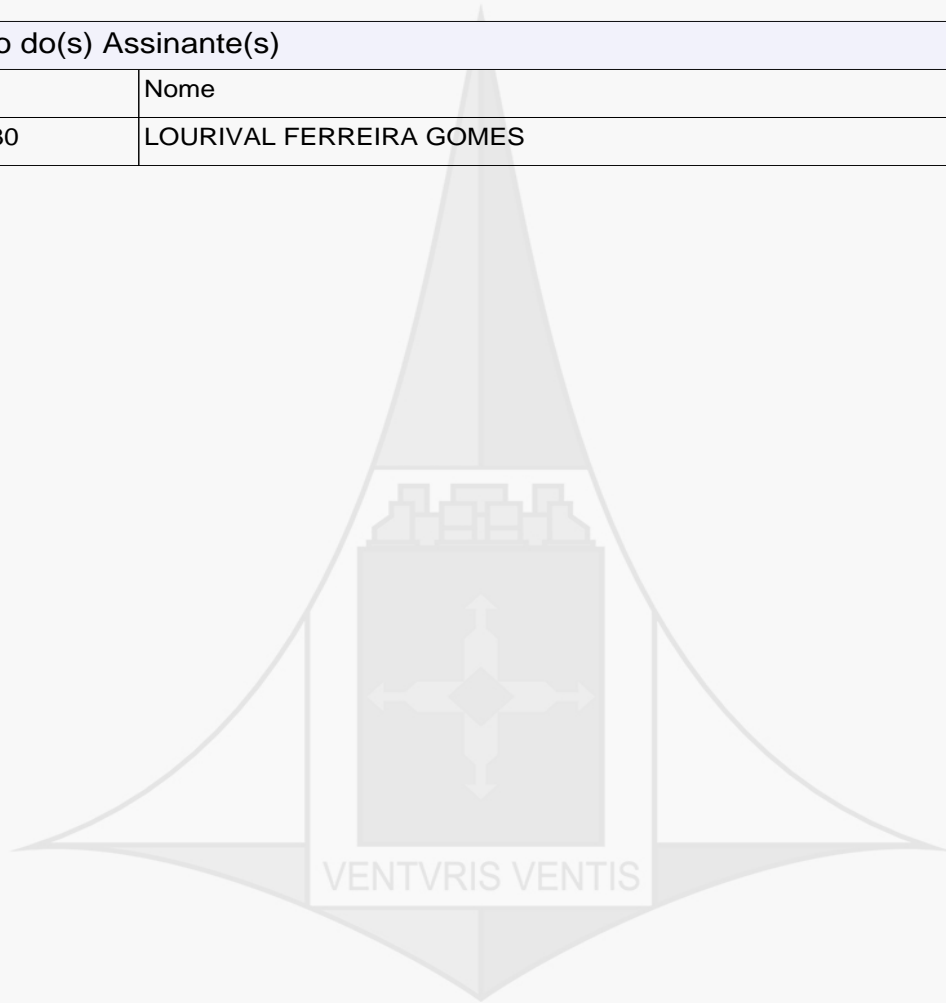 o do(s) Assinante(s)
Nome
30 LOURIVAL FERREIRA GOMES
VENTVRIS VENTIS